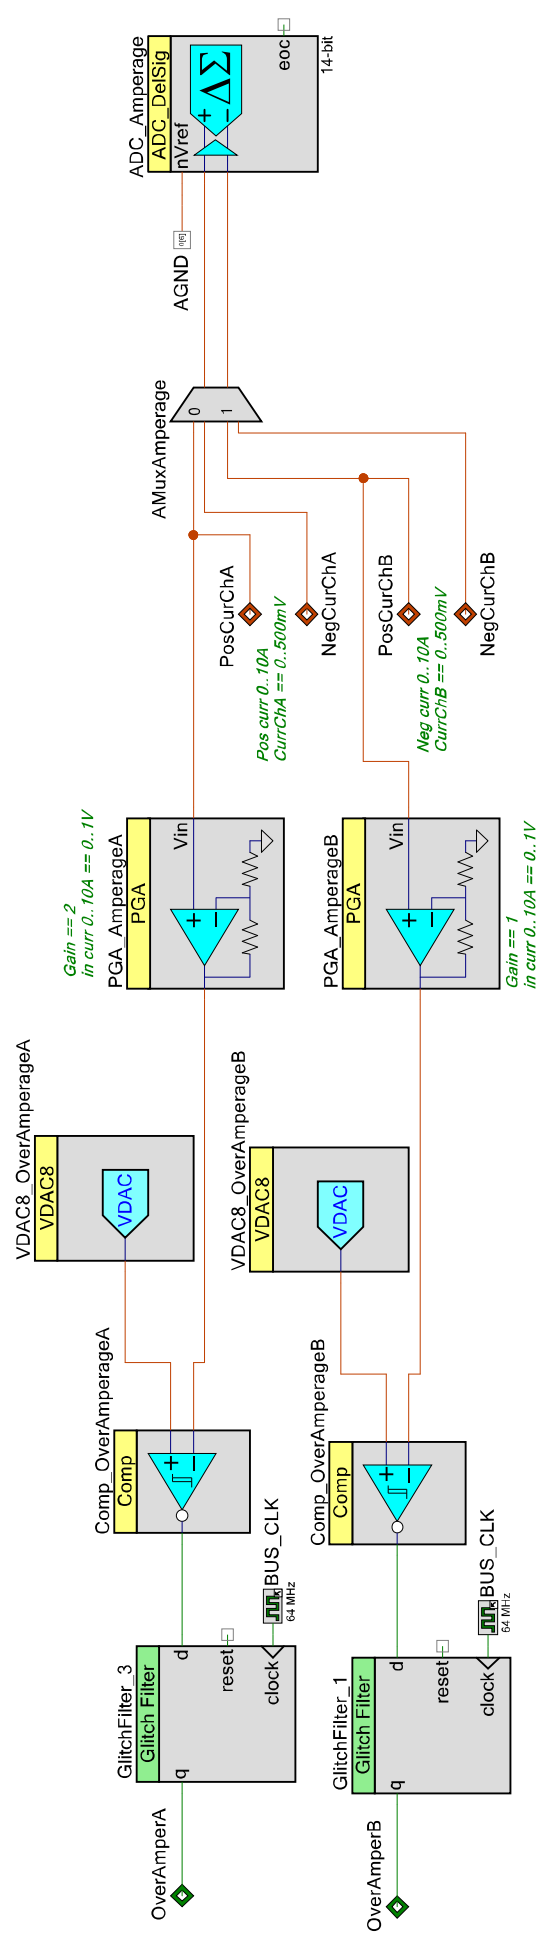 ADC_Amperage
ADC_DelSig
nVref
ΔΣ
+
−
eoc
14-bit
AGND
AMuxAmperage
0
1
PosCurChA
Pos curr 0..10A
CurrChA == 0..500mV
NegCurChA
PosCurChB
Neg curr 0..10A
CurrChB == 0..500mV
NegCurChB
Gain == 2
in curr 0..10A == 0..1V
PGA_AmperageA
PGA
Vin
+
−
PGA_AmperageB
PGA
Vin
+
−
Gain == 1
in curr 0..10A == 0..1V
VDAC8_OverAmperageA
VDAC8
VDAC
VDAC8_OverAmperageB
VDAC8
VDAC
Comp_OverAmperageA
Comp
+
−
Comp_OverAmperageB
Comp
+
−
BUS_CLK
64 MHz
GlitchFilter_3
Glitch Filter
d
reset
clock
q
OverAmperA
BUS_CLK
64 MHz
GlitchFilter_1
Glitch Filter
d
reset
clock
q
OverAmperB